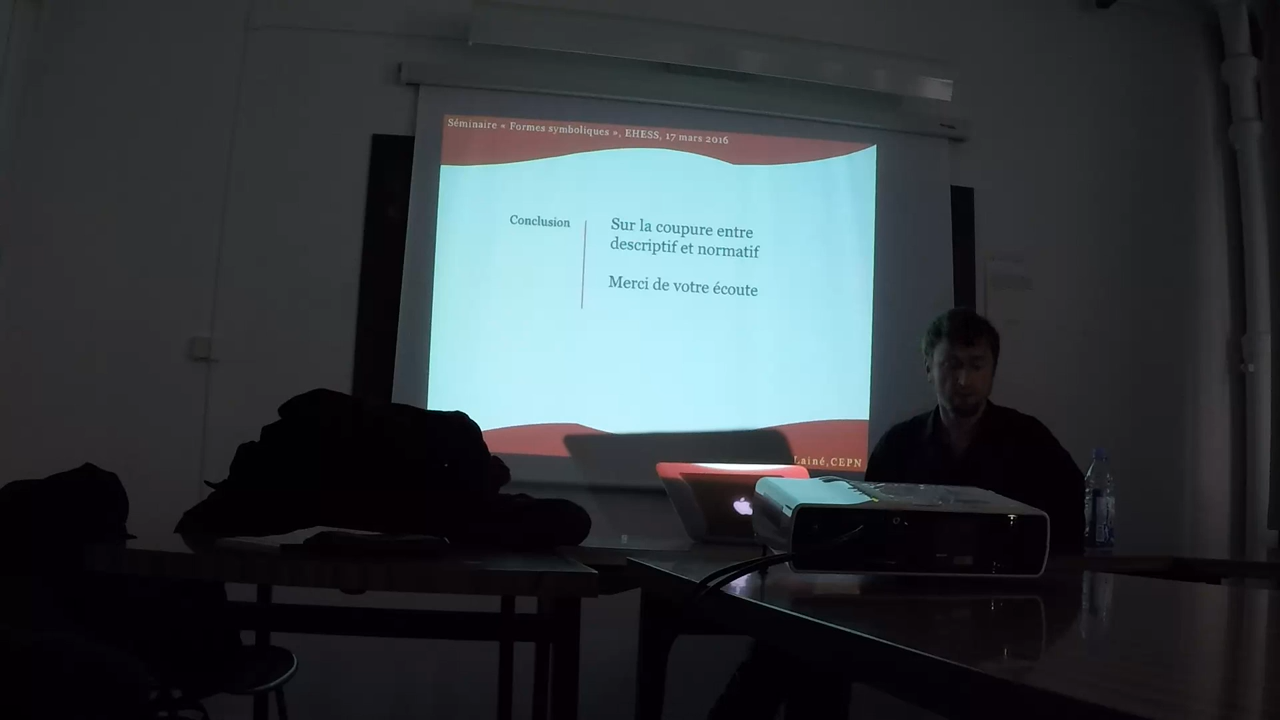 Séminaire « Formes symboliques », EHESS, 17 mars 2016
Conclusion
Sur la coupure entre
descriptif et normatif
Merci de votre écoute
Lainé, CEPN